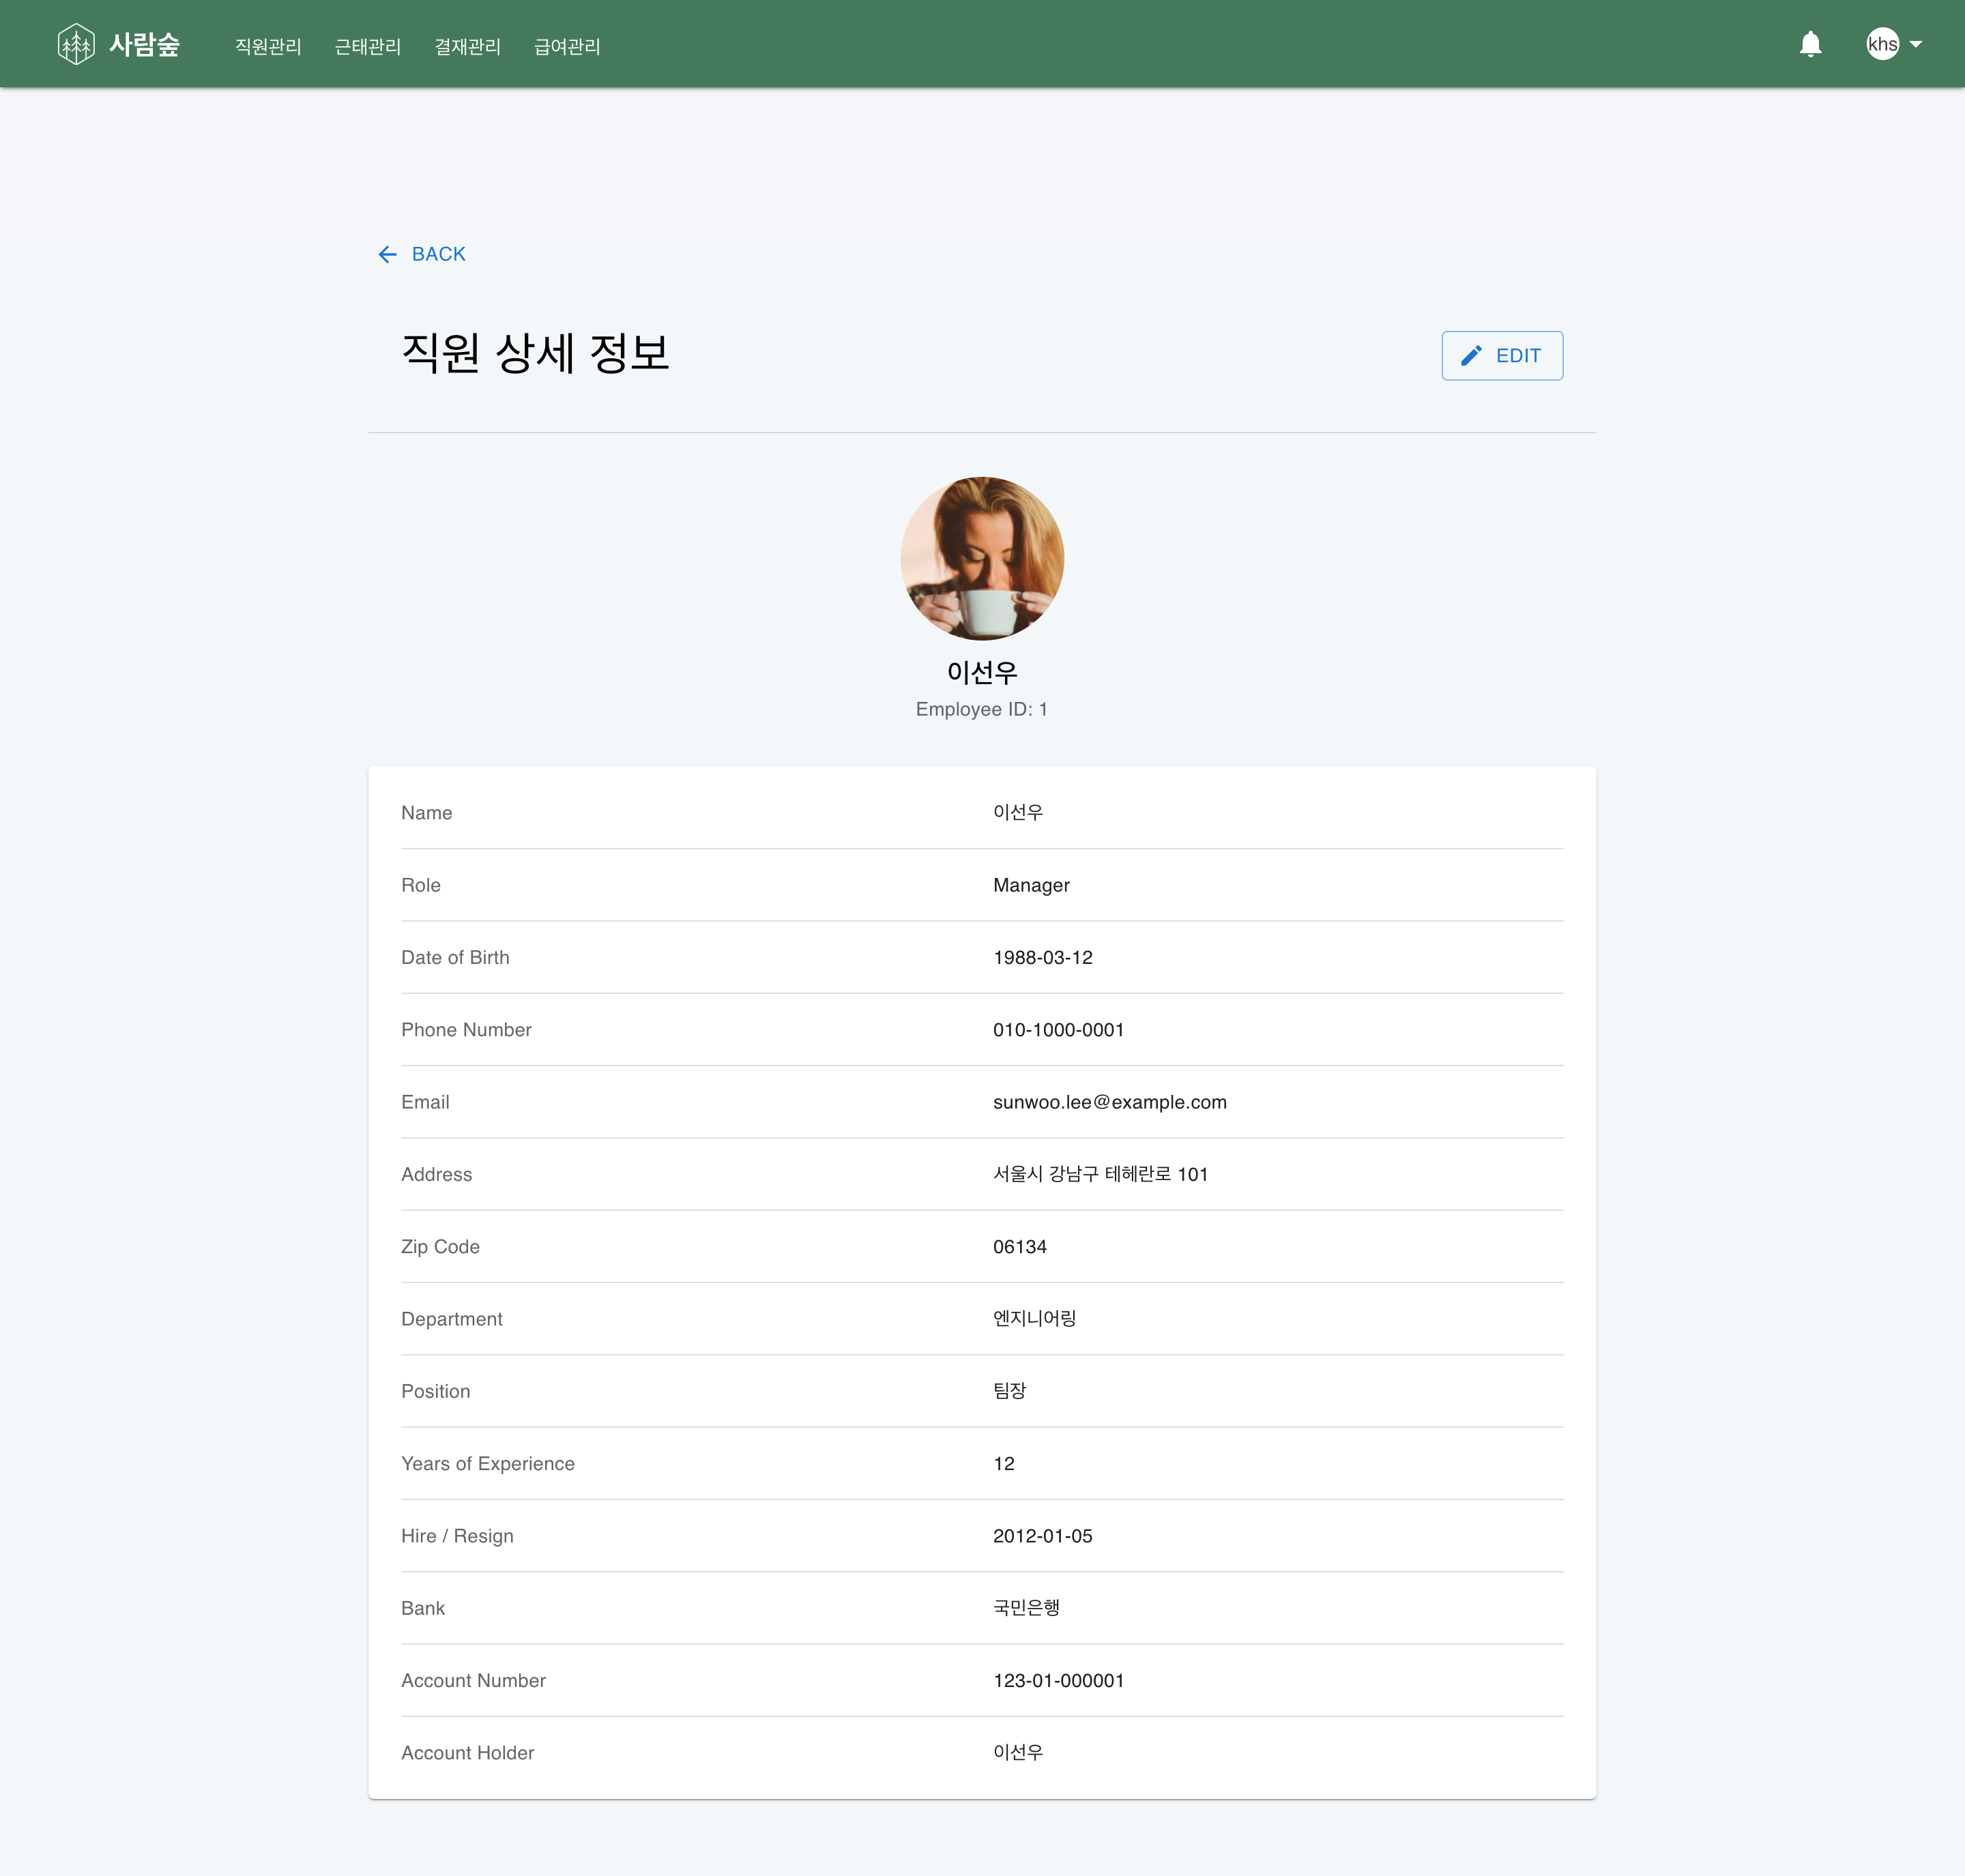 사람숲 직원관리 근태관리 결재관리 급여관리 khs
BACK
직원 상세 정보 EDIT
이선우
Employee ID: 1
Name 이선우
Role Manager
Date of Birth 1988-03-12
Phone Number 010-1000-0001
Email sunwoo.lee@example.com
Address 서울시 강남구 테헤란로 101
Zip Code 06134
Department 엔지니어링
Position 팀장
Years of Experience 12
Hire / Resign 2012-01-05
Bank 국민은행
Account Number 123-01-000001
Account Holder 이선우